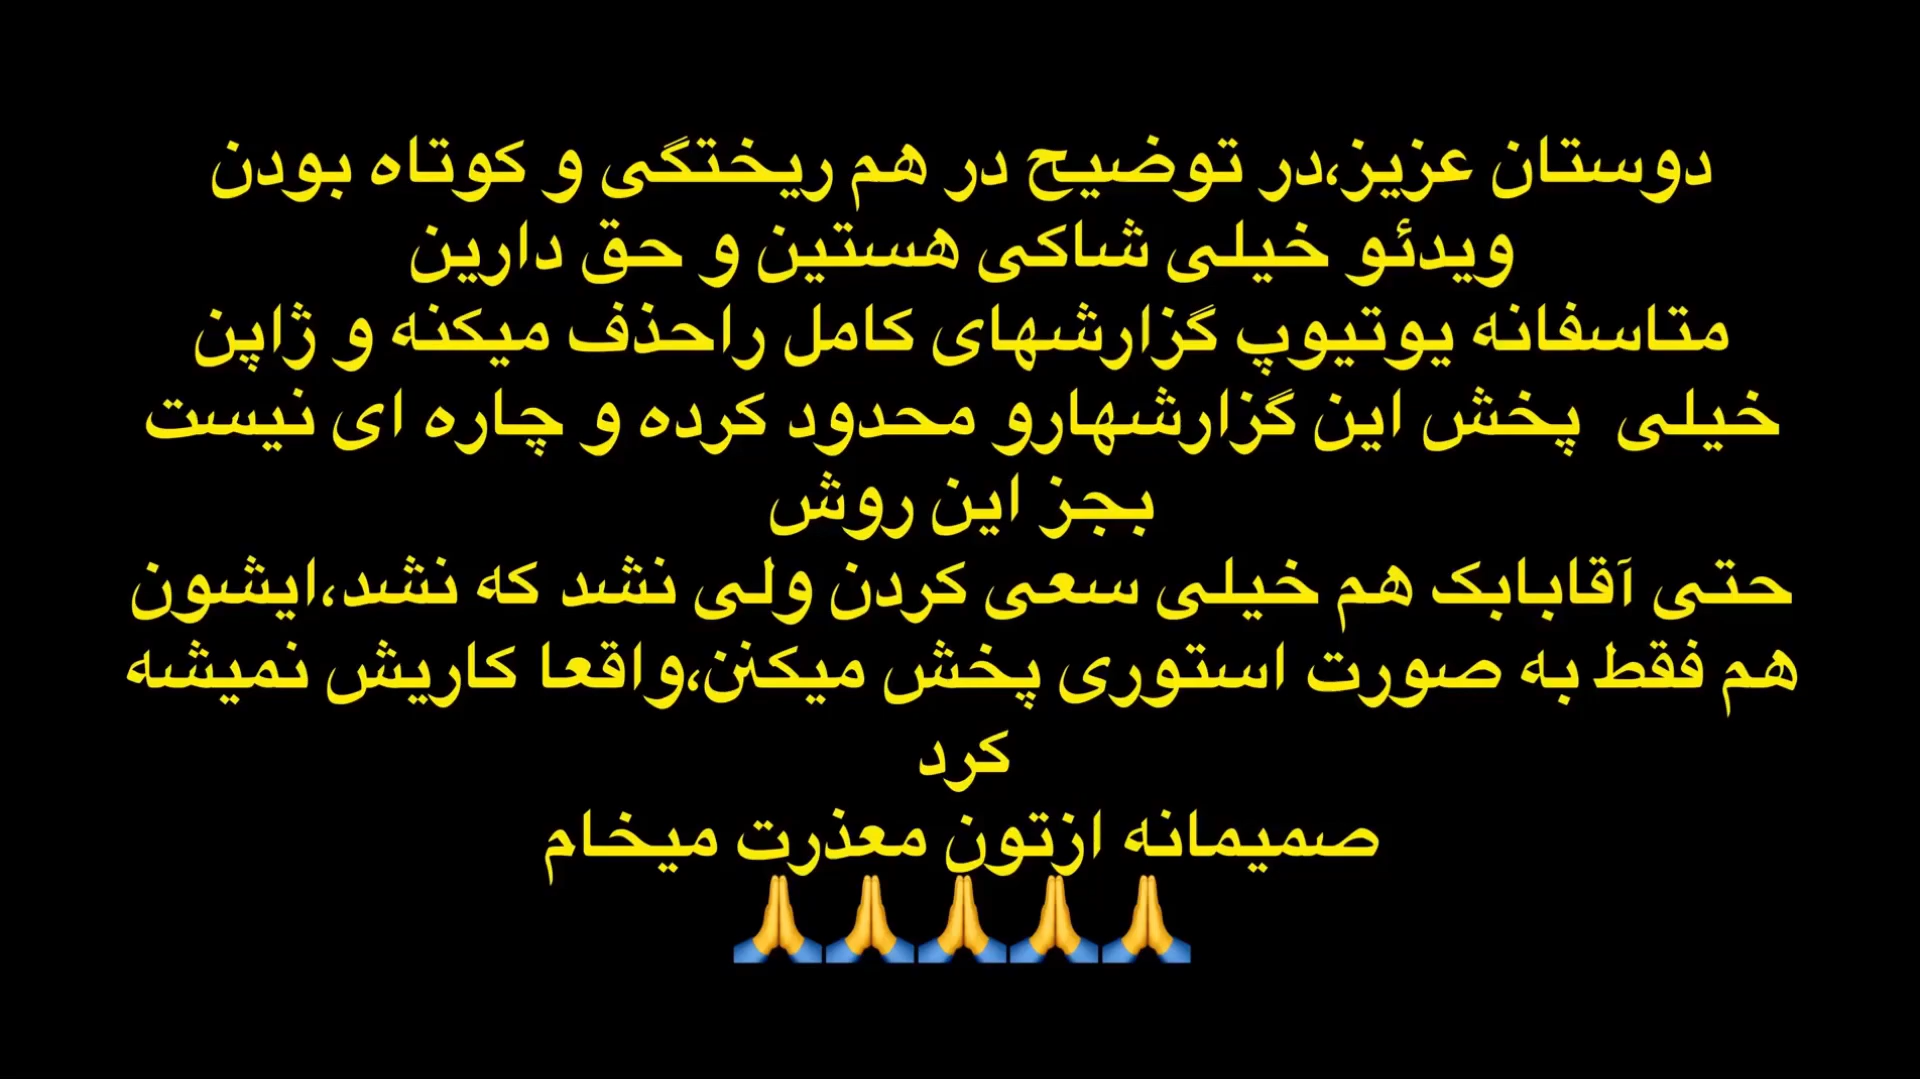 دوستان عزیز،در توضیح در هم ریختگی و کوتاه بودن
ویدئو خیلی شاکی هستین و حق دارین
متاسفانه یوتیوپ گزارشهای کامل راحذف میکنه و ژاپن
خیلی  پخش این گزارشهارو محدود کرده و چاره ای نیست
بجز این روش
حتی آقابابک هم خیلی سعی کردن ولی نشد که نشد،ایشون
هم فقط به صورت استوری پخش میکنن،واقعا کاریش نمیشه
کرد
صمیمانه ازتون معذرت میخام
🙏🙏🙏🙏🙏